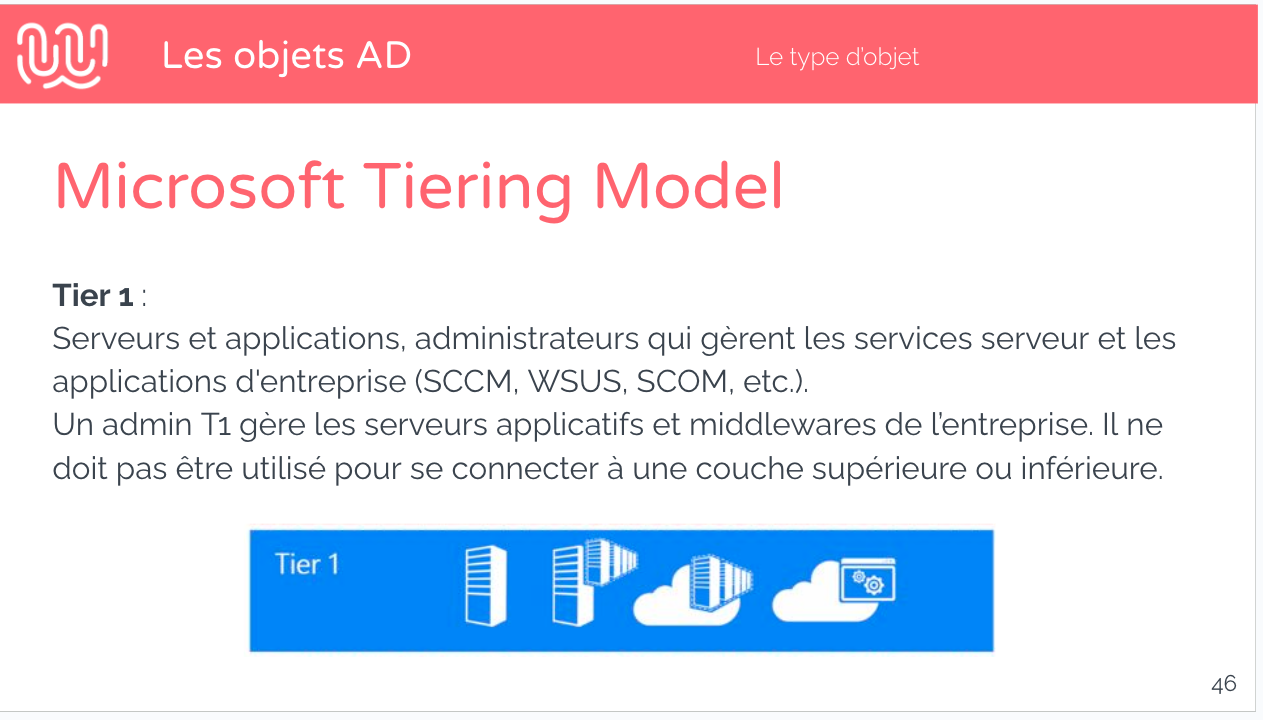 Les objets AD
Le type d’objet
Microsoft Tiering Model
Tier 1 :
Serveurs et applications, administrateurs qui gèrent les services serveur et les
applications d'entreprise (SCCM, WSUS, SCOM, etc.).
Un admin T1 gère les serveurs applicatifs et middlewares de l’entreprise. Il ne
doit pas être utilisé pour se connecter à une couche supérieure ou inférieure.
Tier 1
46